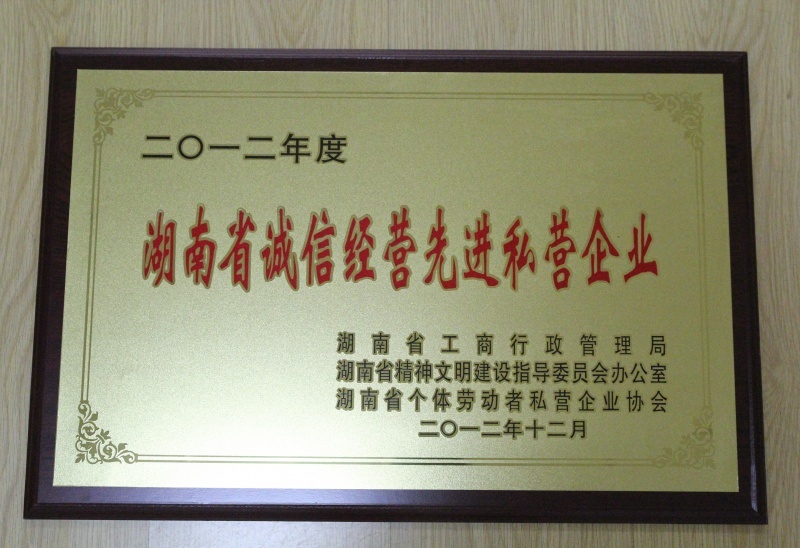 二〇一二年度
湖南省诚信经营先进私营企业
湖南省工商行政管理局
湖南省精神文明建设指导委员会办公室
湖南省个体劳动者私营企业协会
二〇一二年十二月